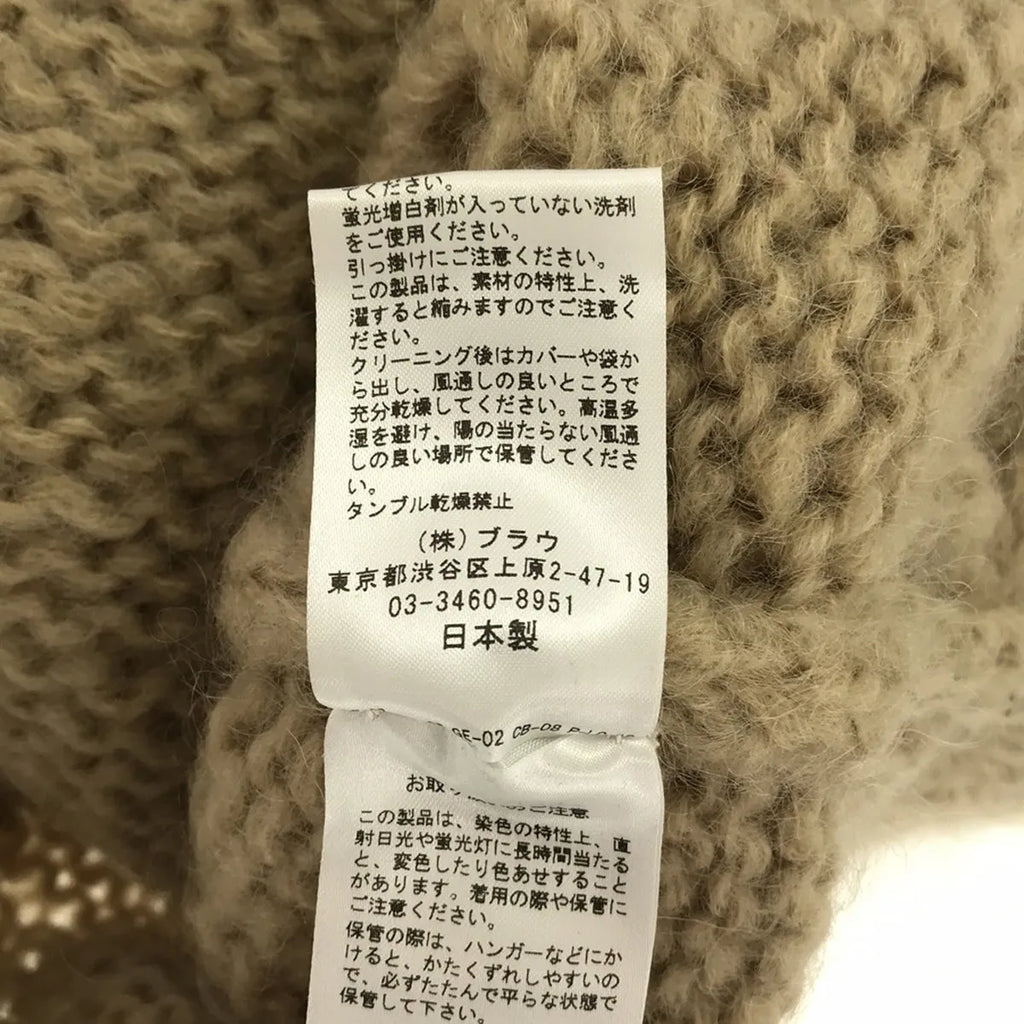 てください。
蛍光増白剤が入っていない洗剤
をご使用ください。
引っ掛けにご注意ください。
この製品は、素材の特性上、洗
濯すると縮みますのでご注意く
ださい。
クリーニング後はカバーや袋か
ら出し、風通しの良いところで
充分乾燥してください。高温多
湿を避け、陽の当たらない風通
しの良い場所で保管してくださ
い。
タンブル乾燥禁止
(株)ブラウ
東京都渋谷区上原2-47-19
03-3460-8951
日本製
-02 CB-08
お取 ご注意
この製品は、染色の特性上、直
射日光や蛍光灯に長時間当たる
と、変色したり色あせすること
があります。着用の際や保管に
ご注意ください。
保管の際は、ハンガーなどにか
けると、かたくずれしやすいの
で、必ずたたんで平らな状態で
保管して下さい。